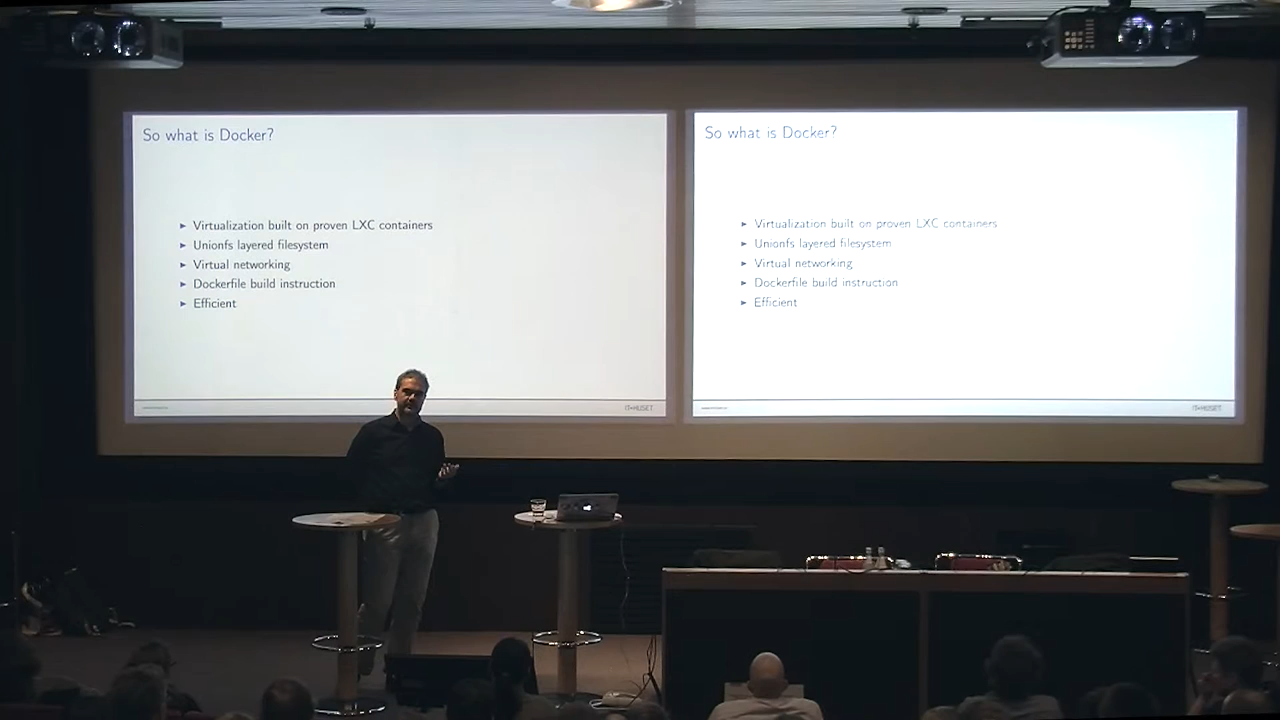 So what is Docker?
► Virtualization built on proven LXC containers
► Unionfs layered filesystem
► Virtual networking
► Dockerfile build instruction
► Efficient
IT•HUSET
So what is Docker?
► Virtualization built on proven LXC containers
► Unionfs layered filesystem
► Virtual networking
► Dockerfile build instruction
► Efficient
IT•HUSET